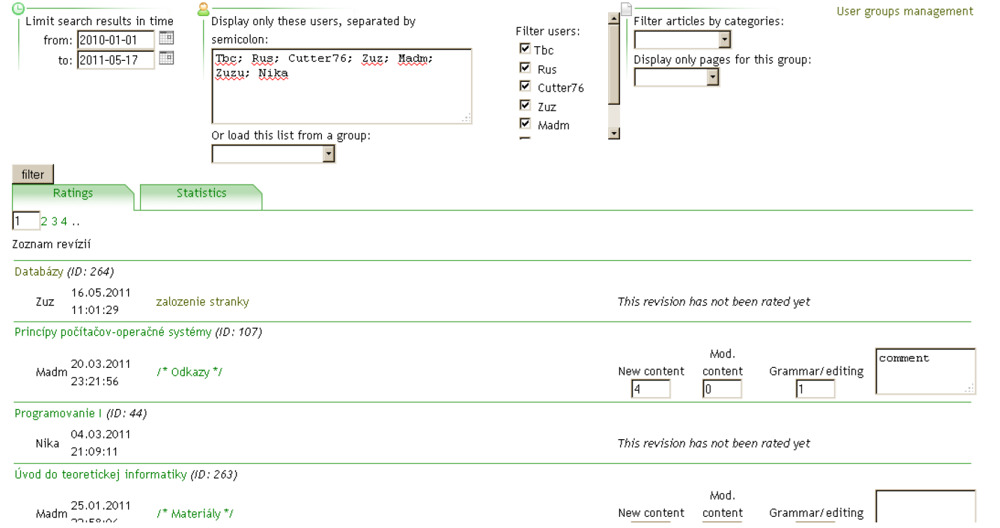 Limit search results in time
from: 2010-01-01
to: 2011-05-17
Display only these users, separated by
semicolon:
Tbc; Rus; Cutter76; Zuz; Madm;
Zuzu; Nika
Or load this list from a group:
Filter users:
Tbc
Rus
Cutter76
Zuz
Madm
Filter articles by categories:
Display only pages for this group:
User groups management
filter
Ratings Statistics
1 2 3 4 ..
Zoznam revízií
Databázy (ID: 264)
Zuz 16.05.2011 11:01:29 zalozenie stranky This revision has not been rated yet
Princípy počítačov-operačné systémy (ID: 107)
Madm 20.03.2011 23:21:56 /* Odkazy */ New content 4 Mod. content 0 Grammar/editing 1 comment
Programovanie I (ID: 44)
Nika 04.03.2011 21:09:11 This revision has not been rated yet
Úvod do teoretickej informatiky (ID: 263)
Madm 25.01.2011 /* Materiály */ New content Mod. content Grammar/editing